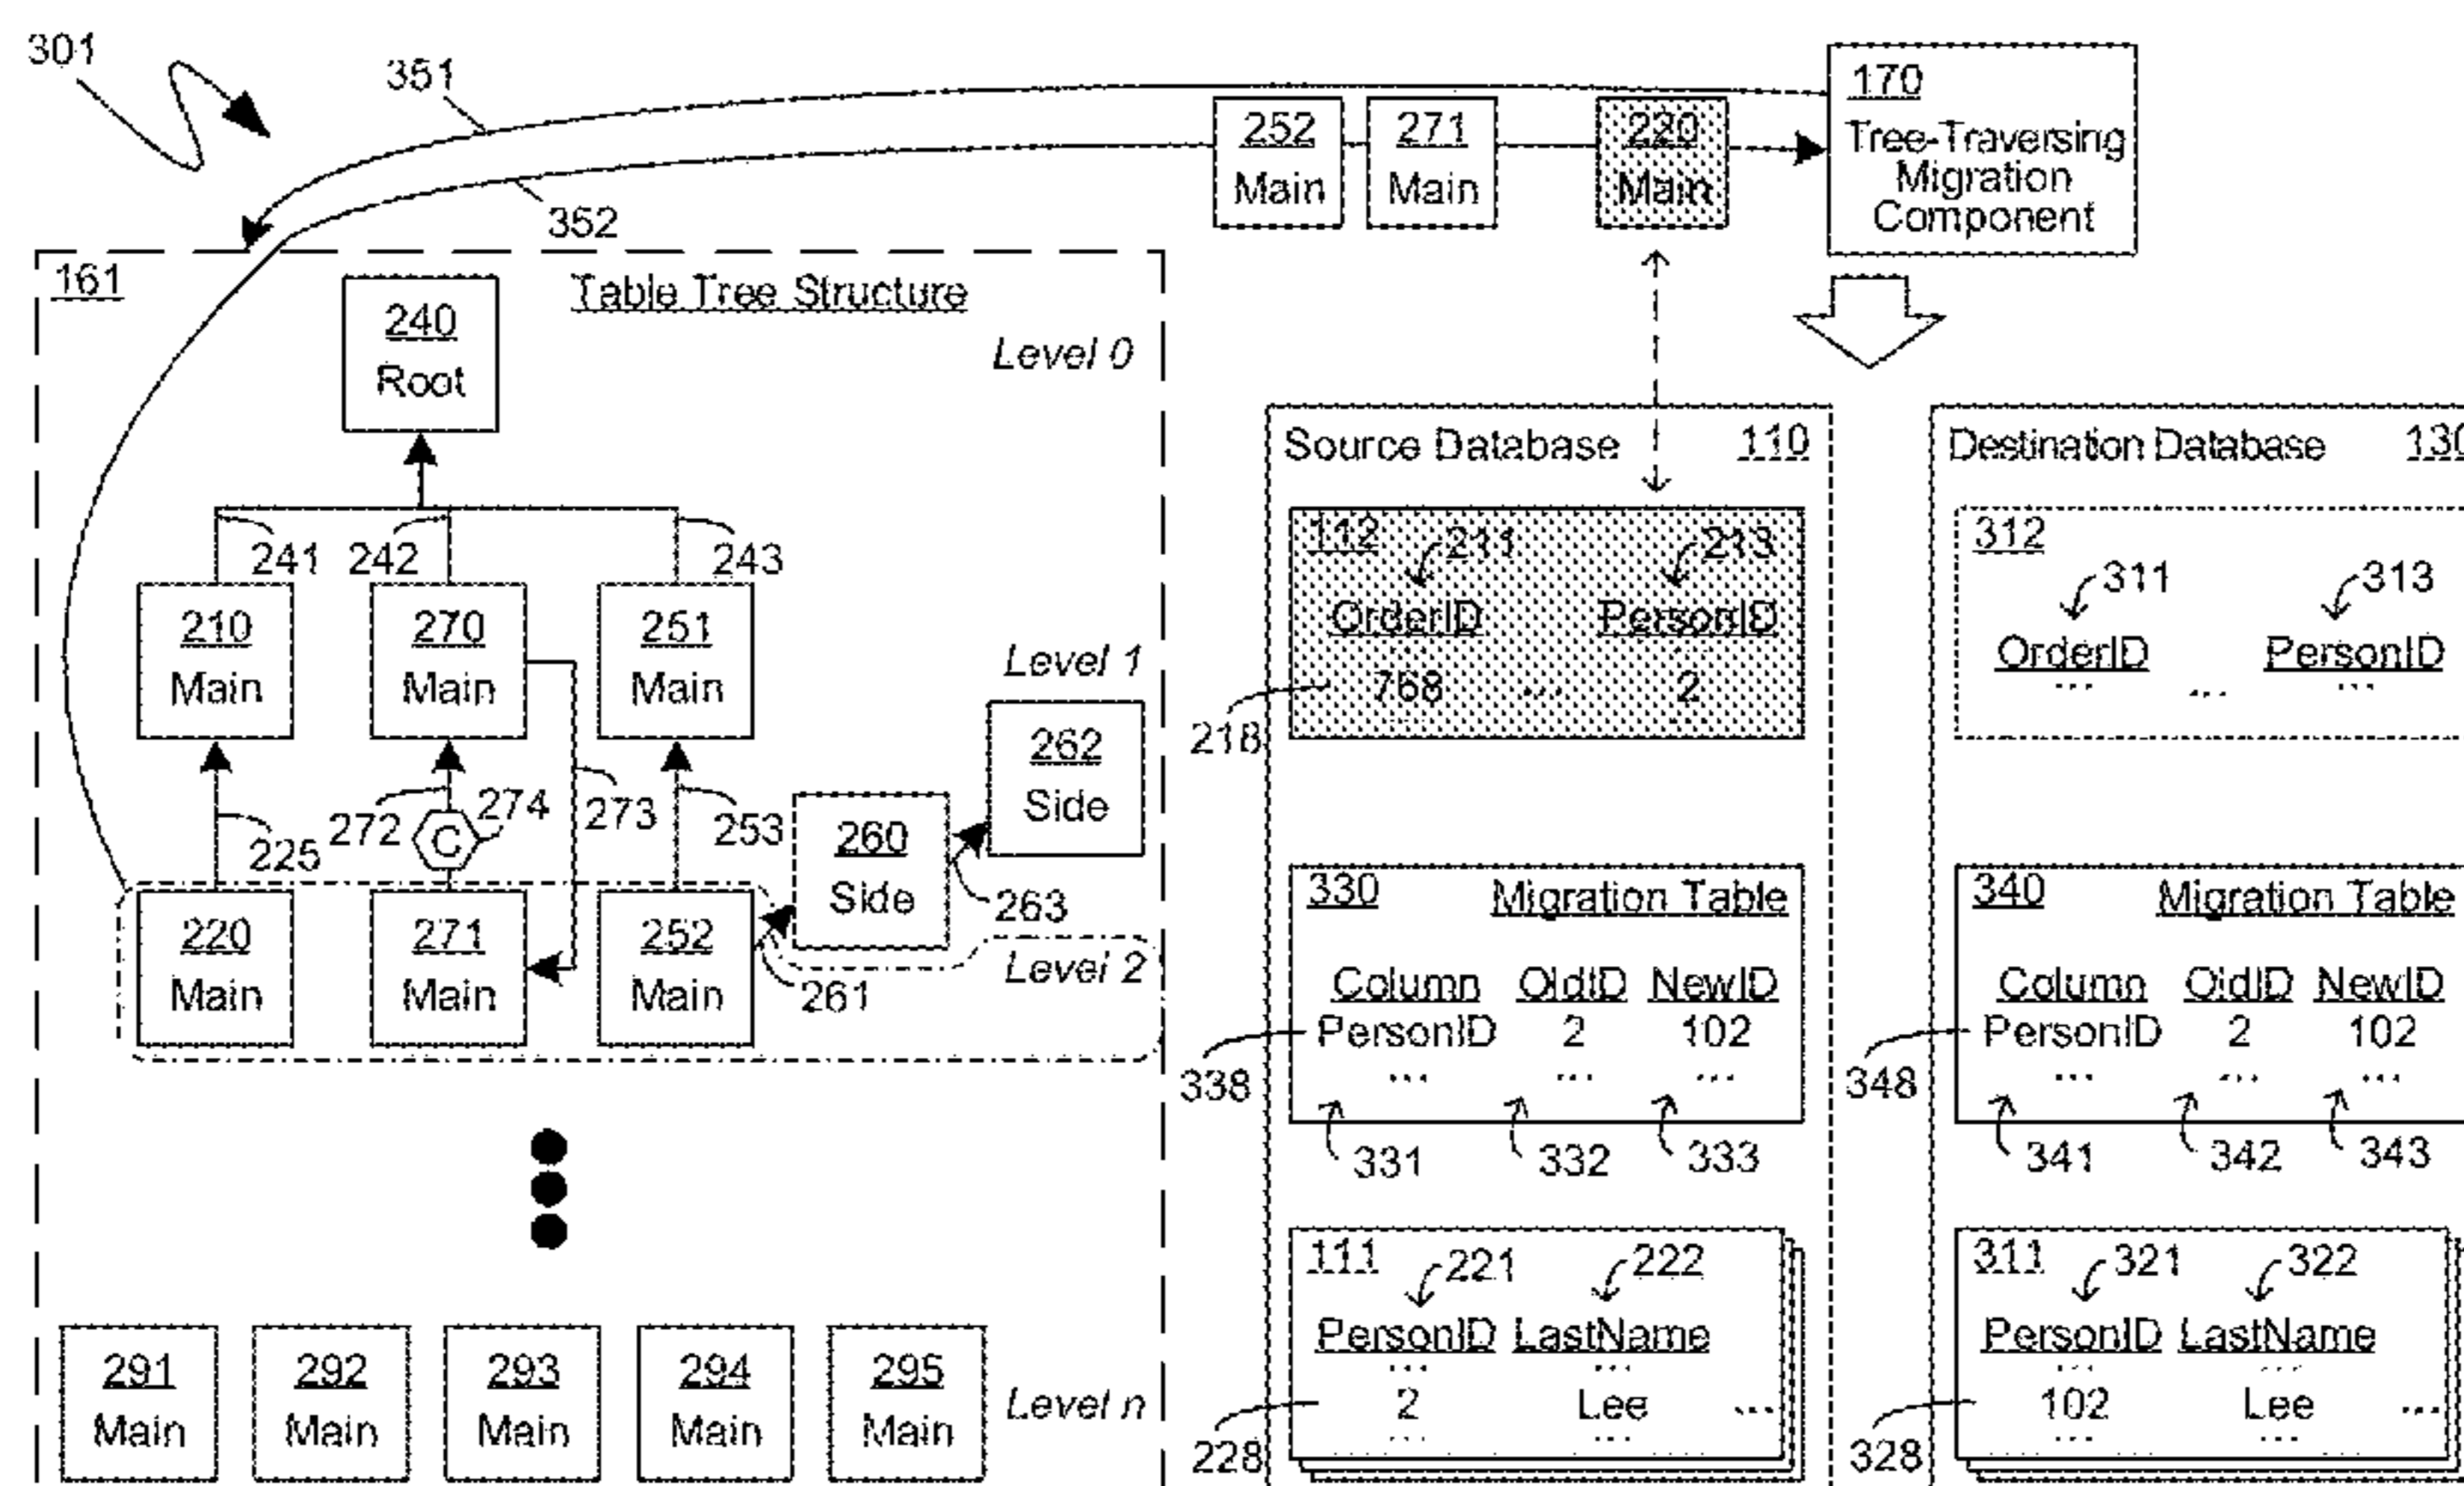 301
351
352
252
Main
271
Main
220
Main
170
Tree-Traversing
Migration
Component
161
Table Tree Structure
240
Root
Level 0
241
242
243
210
Main
270
Main
251
Main
Level 1
262
Side
225
272
C
274
273
253
260
Side
263
220
Main
271
Main
252
Main
261
Level 2
291
Main
292
Main
293
Main
294
Main
295
Main
Level n
Source Database 110
112
211
213
OrderID
PersonID
768 ... 2
218
330 Migration Table
Column OldID NewID
PersonID 2 102
... ... ...
338
331
332
333
111
221
222
PersonID LastName
... ...
2 Lee ...
... ...
228
Destination Database
312
311
313
OrderID PersonID
... ... ...
340 Migration Table
Column OldID NewID
PersonID 2 102
... ... ...
348
341
342
343
311
321
322
PersonID LastName
... ...
102 Lee ...
... ...
328